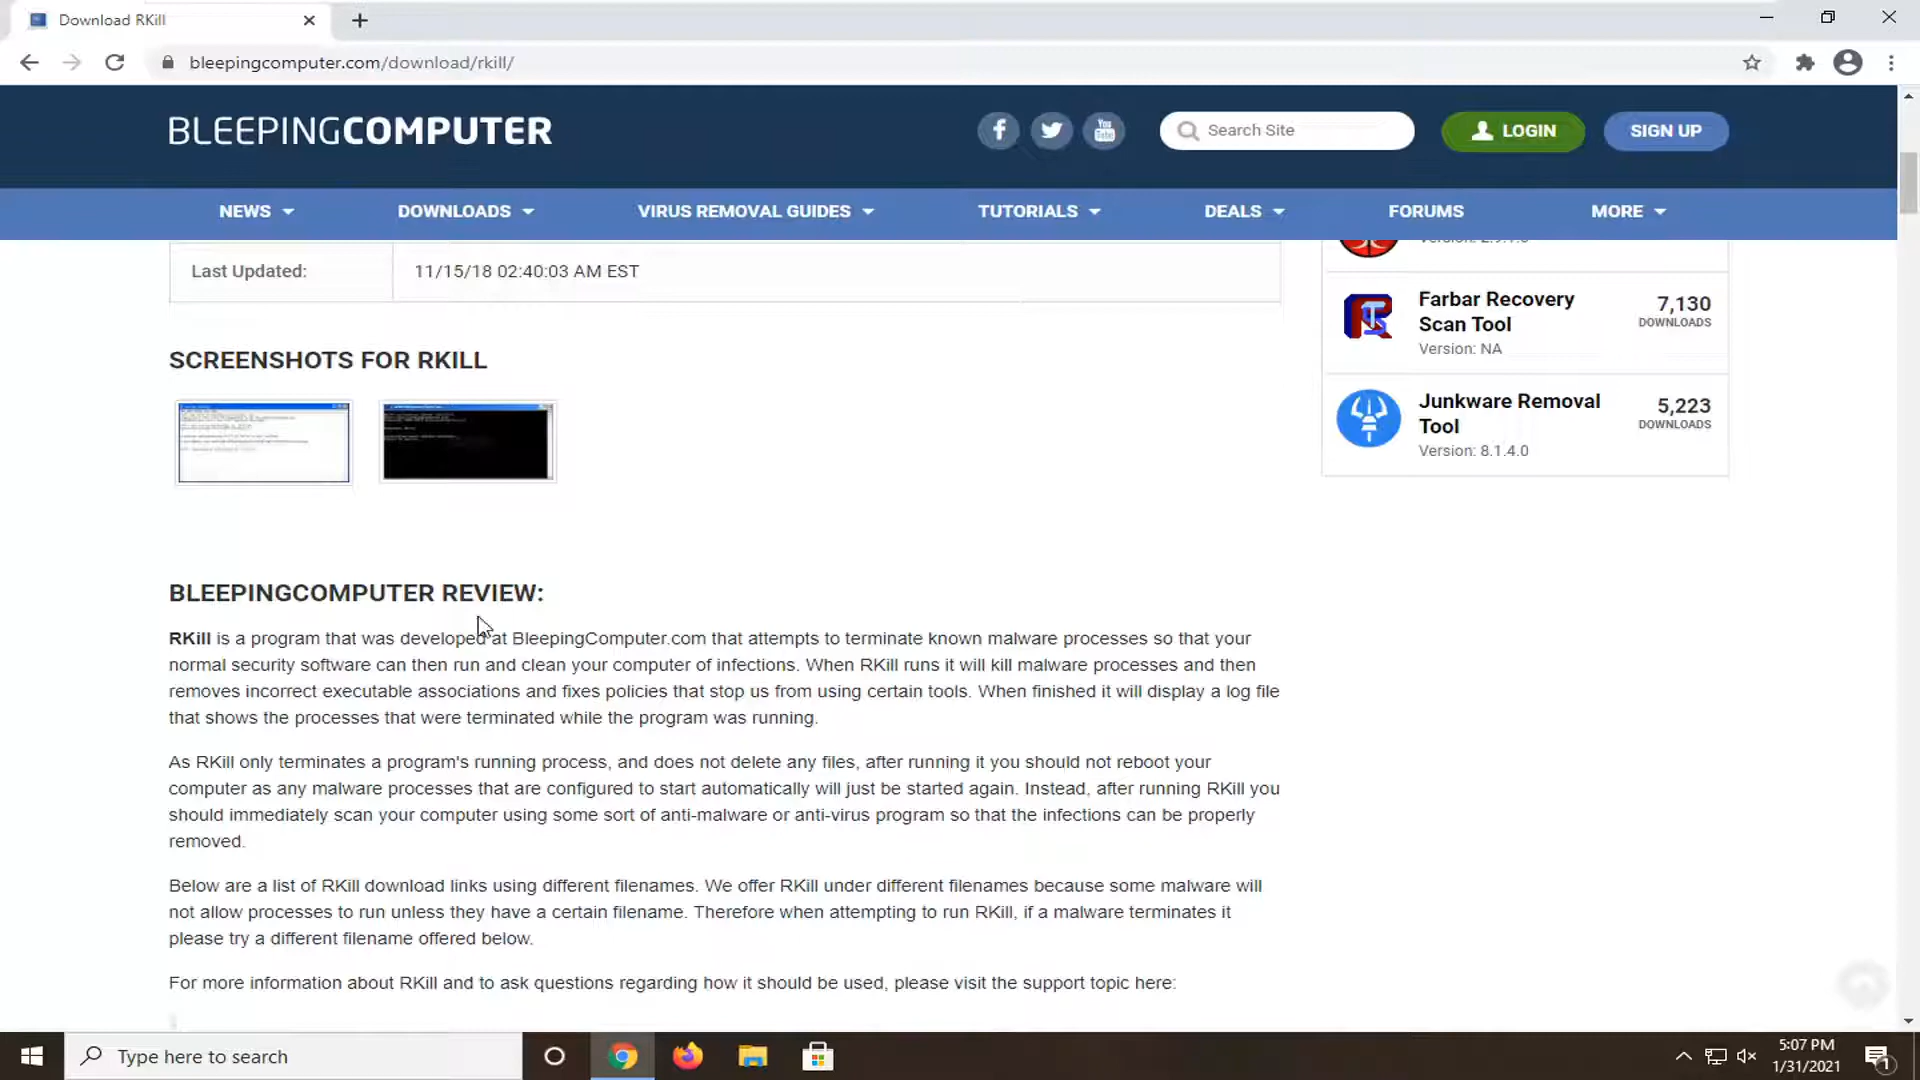 Download RKill
bleepingcomputer.com/download/rkill/
BLEEPINGCOMPUTER
Search Site
LOGIN
SIGN UP
NEWS
DOWNLOADS
VIRUS REMOVAL GUIDES
TUTORIALS
DEALS
FORUMS
MORE
Last Updated:
11/15/18 02:40:03 AM EST
Farbar Recovery
Scan Tool
Version: NA
7,130
DOWNLOADS
Junkware Removal
Tool
Version: 8.1.4.0
5,223
DOWNLOADS
SCREENSHOTS FOR RKILL
BLEEPINGCOMPUTER REVIEW:
RKill is a program that was developed at BleepingComputer.com that attempts to terminate known malware processes so that your
normal security software can then run and clean your computer of infections. When RKill runs it will kill malware processes and then
removes incorrect executable associations and fixes policies that stop us from using certain tools. When finished it will display a log file
that shows the processes that were terminated while the program was running.
As RKill only terminates a program's running process, and does not delete any files, after running it you should not reboot your
computer as any malware processes that are configured to start automatically will just be started again. Instead, after running RKill you
should immediately scan your computer using some sort of anti-malware or anti-virus program so that the infections can be properly
removed.
Below are a list of RKill download links using different filenames. We offer RKill under different filenames because some malware will
not allow processes to run unless they have a certain filename. Therefore when attempting to run RKill, if a malware terminates it
please try a different filename offered below.
For more information about RKill and to ask questions regarding how it should be used, please visit the support topic here:
Type here to search
5:07 PM
1/31/2021
1